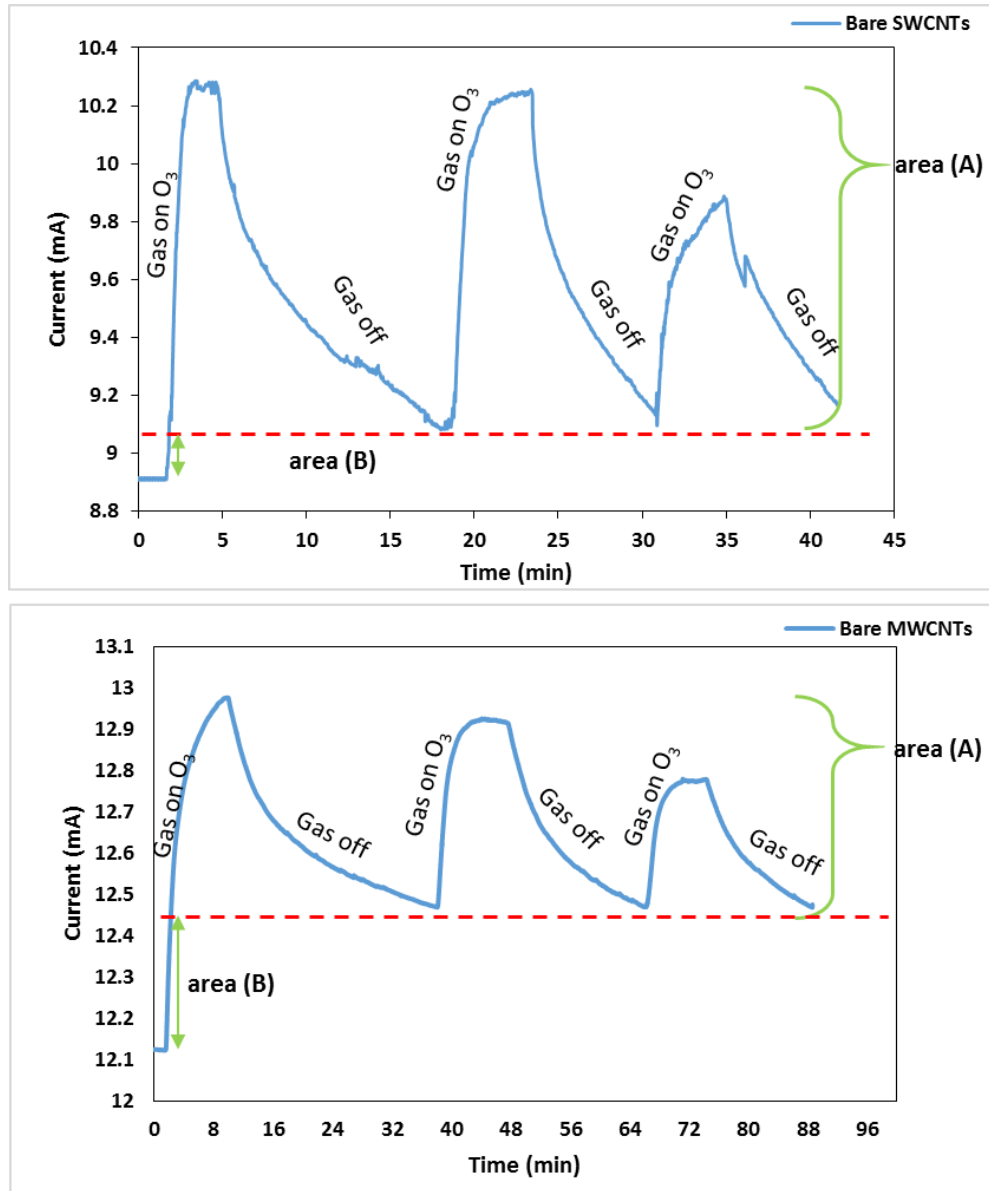 Bare SWCNTs
10.4
10.2
10
9.8
9.6
9.4
9.2
9
8.8
Current (mA)
Gas on O₃
Gas off
Gas on O₃
Gas off
Gas on O₃
Gas off
area (A)
area (B)
0 5 10 15 20 25 30 35 40 45
Time (min)
Bare MWCNTs
13.1
13
12.9
12.8
12.7
12.6
12.5
12.4
12.3
12.2
12.1
12
Current (mA)
Gas on O₃
Gas off
Gas on O₃
Gas off
Gas on O₃
Gas off
area (A)
area (B)
0 8 16 24 32 40 48 56 64 72 80 88 96
Time (min)